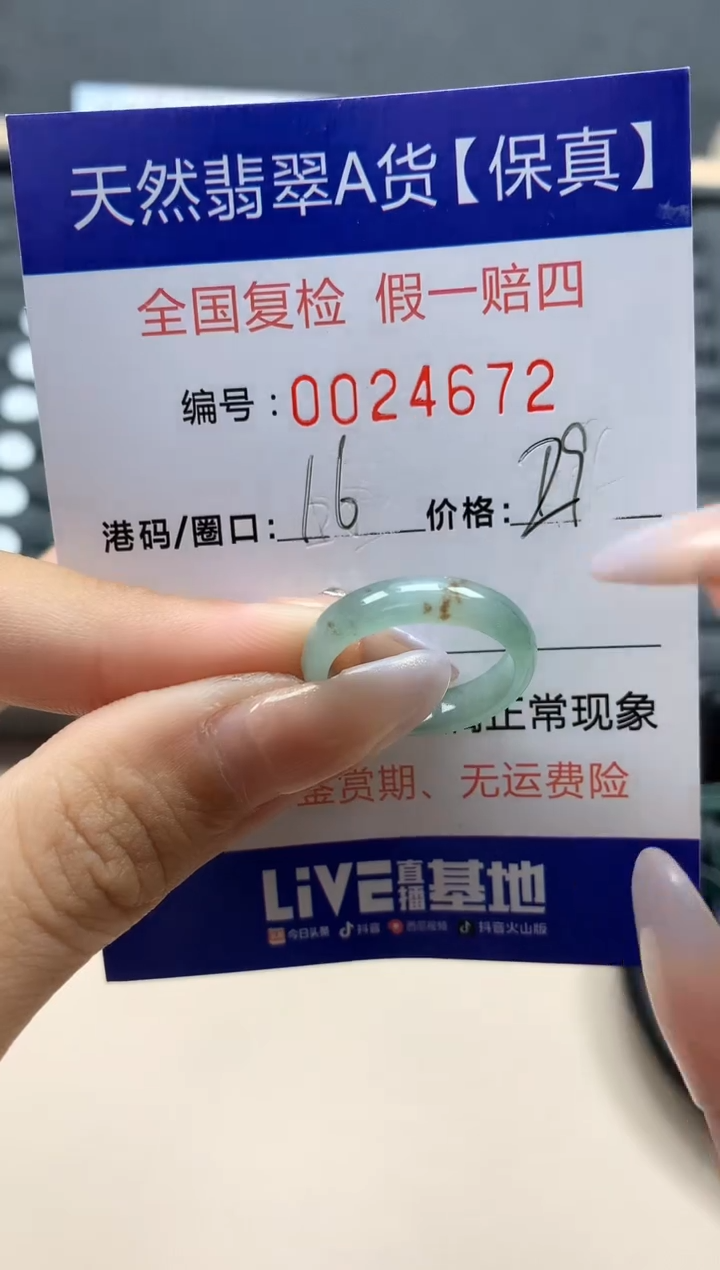 天然翡翠A货【保真】
全国复检 假一赔四
编号：0024672
港码/圈口：16 价格：
正常现象
鉴赏期、无运费险
LiVE直播基地
今日头条 抖音 西瓜视频 抖音火山版